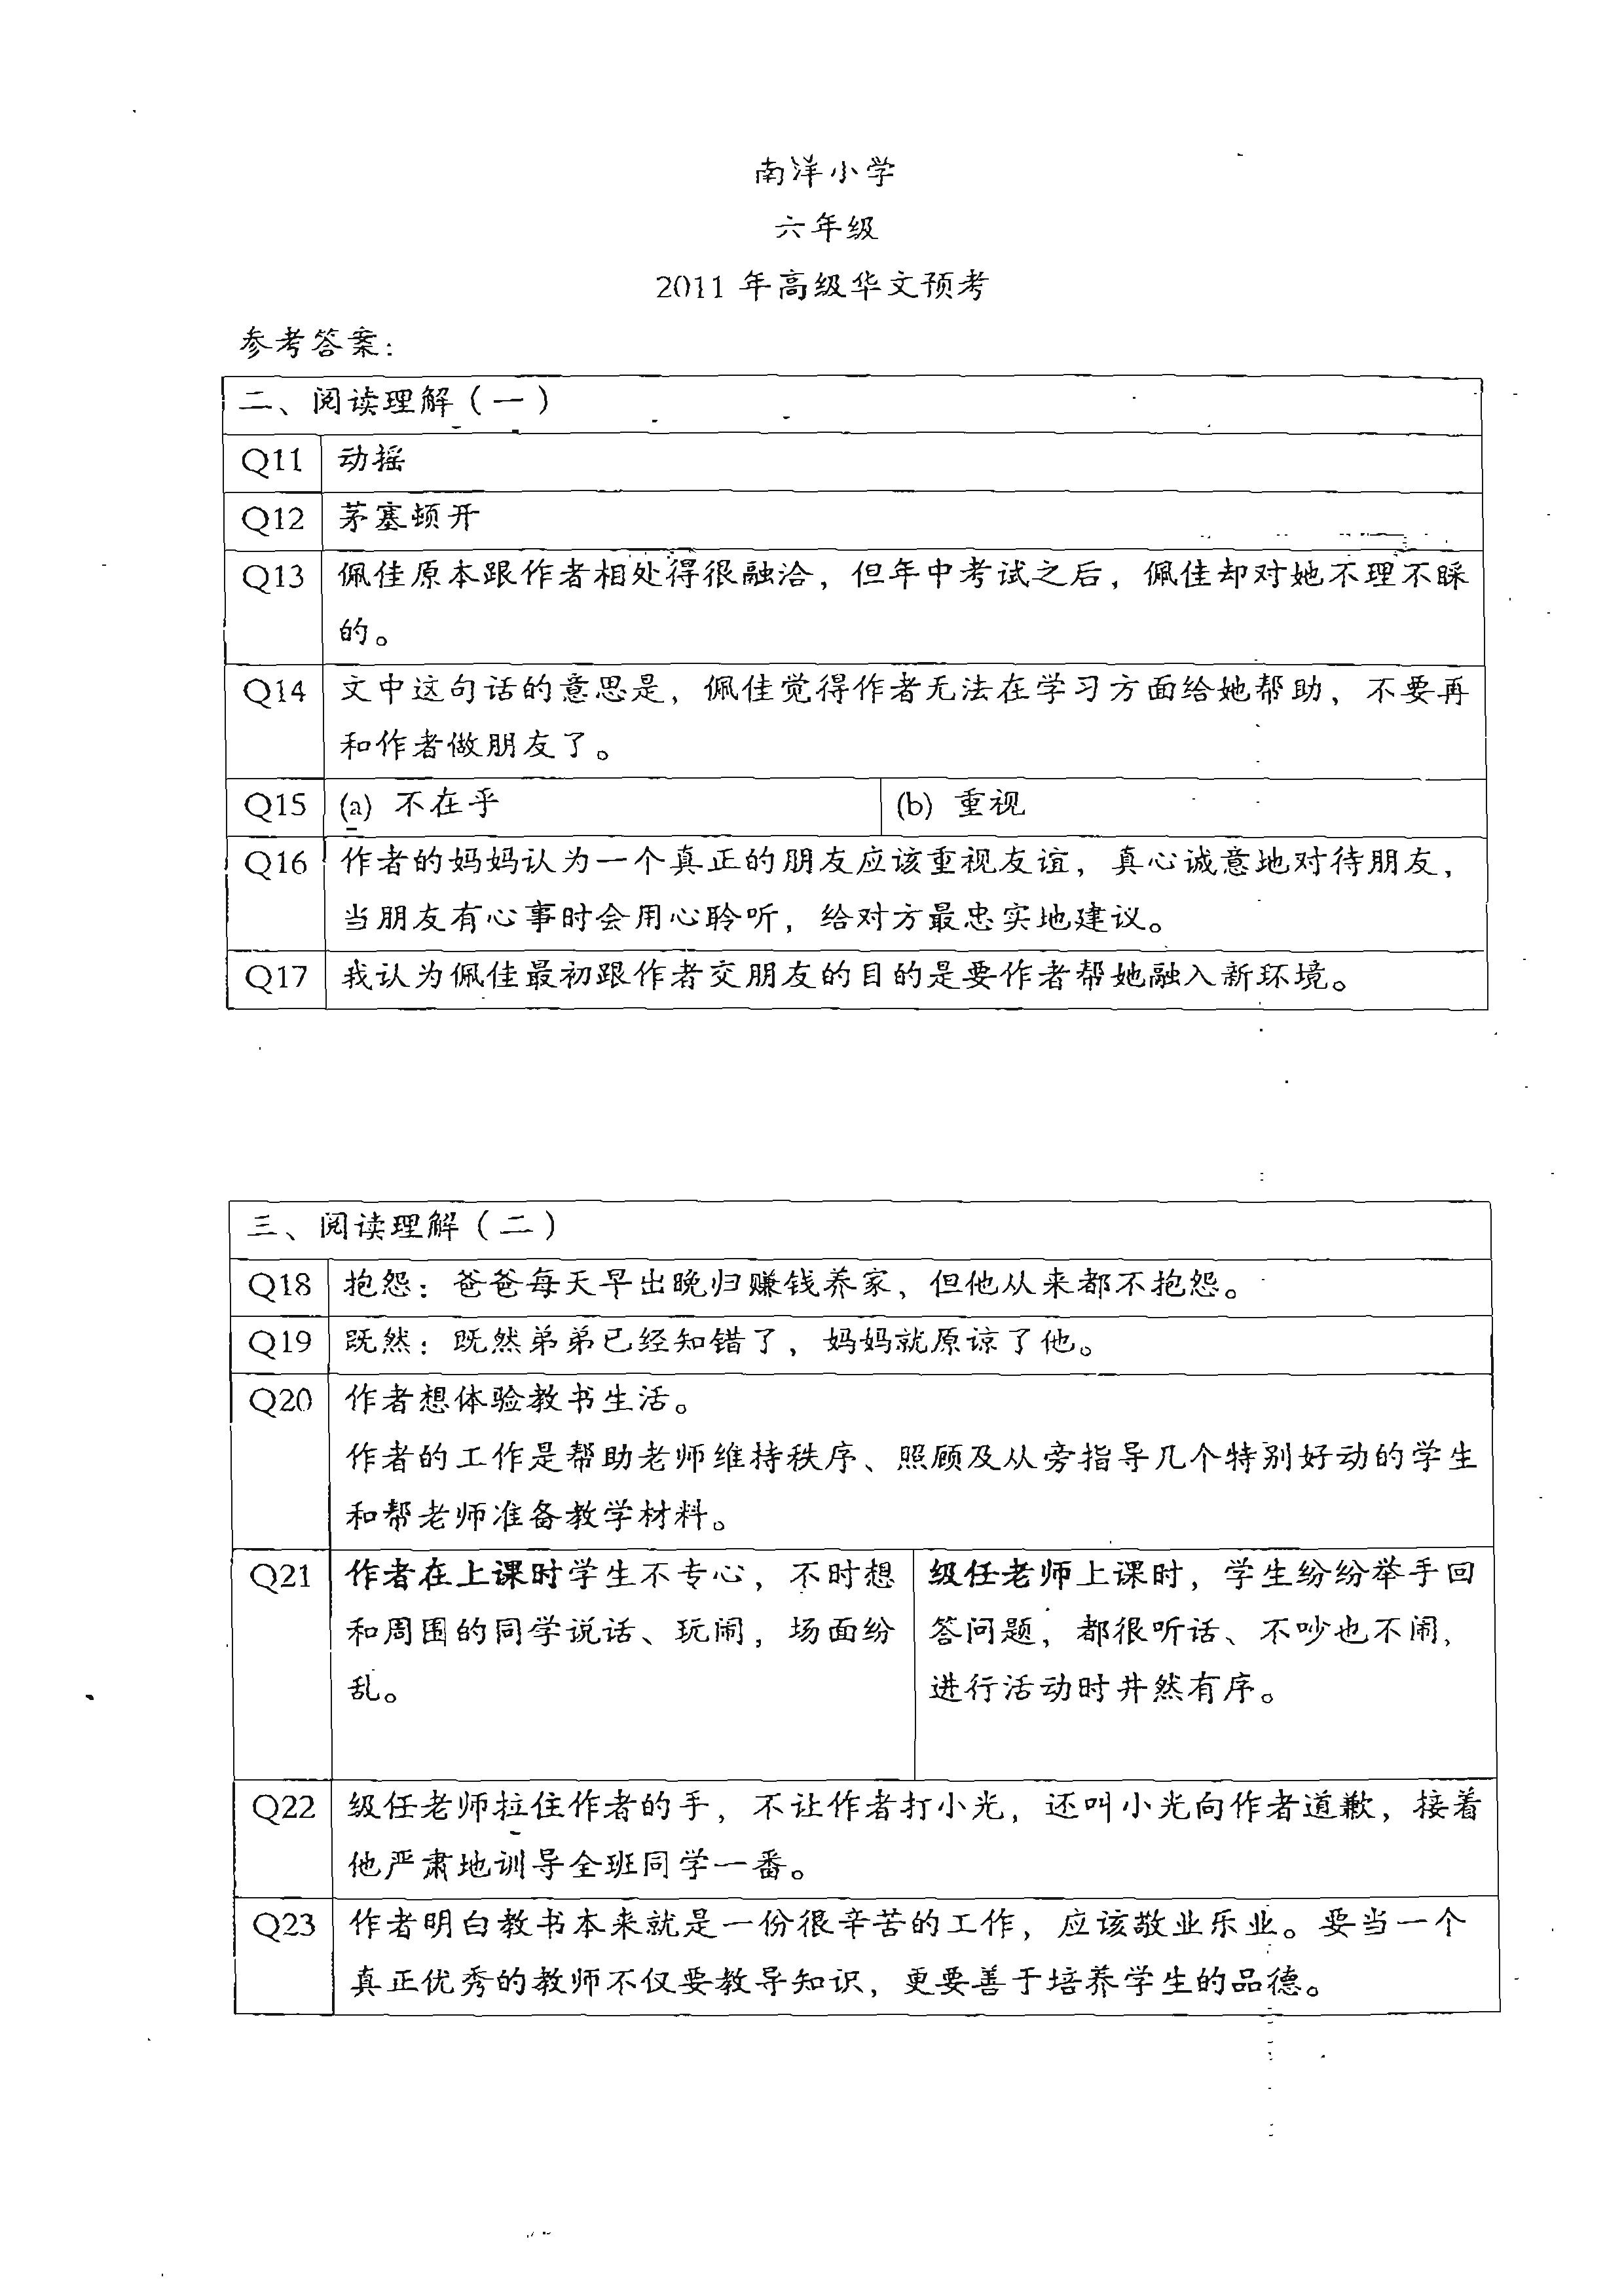 南洋小学
六年级
2011 年高级华文预考
参考答案：
二、阅读理解（一）
Q11 动摇
Q12 茅塞顿开
Q13 佩佳原本跟作者相处得很融洽，但年中考试之后，佩佳却对她不理不睬
的。
Q14 文中这句话的意思是，佩佳觉得作者无法在学习方面给她帮助，不要再
和作者做朋友了。
Q15 (a) 不在乎 (b) 重视
Q16 作者的妈妈认为一个真正的朋友应该重视友谊，真心诚意地对待朋友，
当朋友有心事时会用心聆听，给对方最忠实地建议。
Q17 我认为佩佳最初跟作者交朋友的目的是要作者帮她融入新环境。
三、阅读理解（二）
Q18 抱怨：爸爸每天早出晚归赚钱养家，但他从来都不抱怨。
Q19 既然：既然弟弟已经知错了，妈妈就原谅了他。
Q20 作者想体验教书生活。
作者的工作是帮助老师维持秩序、照顾及从旁指导几个特别好动的学生
和帮老师准备教学材料。
Q21 作者在上课时学生不专心，不时想
和周围的同学说话、玩闹，场面纷
乱。
级任老师上课时，学生纷纷举手回
答问题，都很听话、不吵也不闹，
进行活动时井然有序。
Q22 级任老师拉住作者的手，不让作者打小光，还叫小光向作者道歉，接着
他严肃地训导全班同学一番。
Q23 作者明白教书本来就是一份很辛苦的工作，应该敬业乐业。要当一个
真正优秀的教师不仅要教导知识，更要善于培养学生的品德。